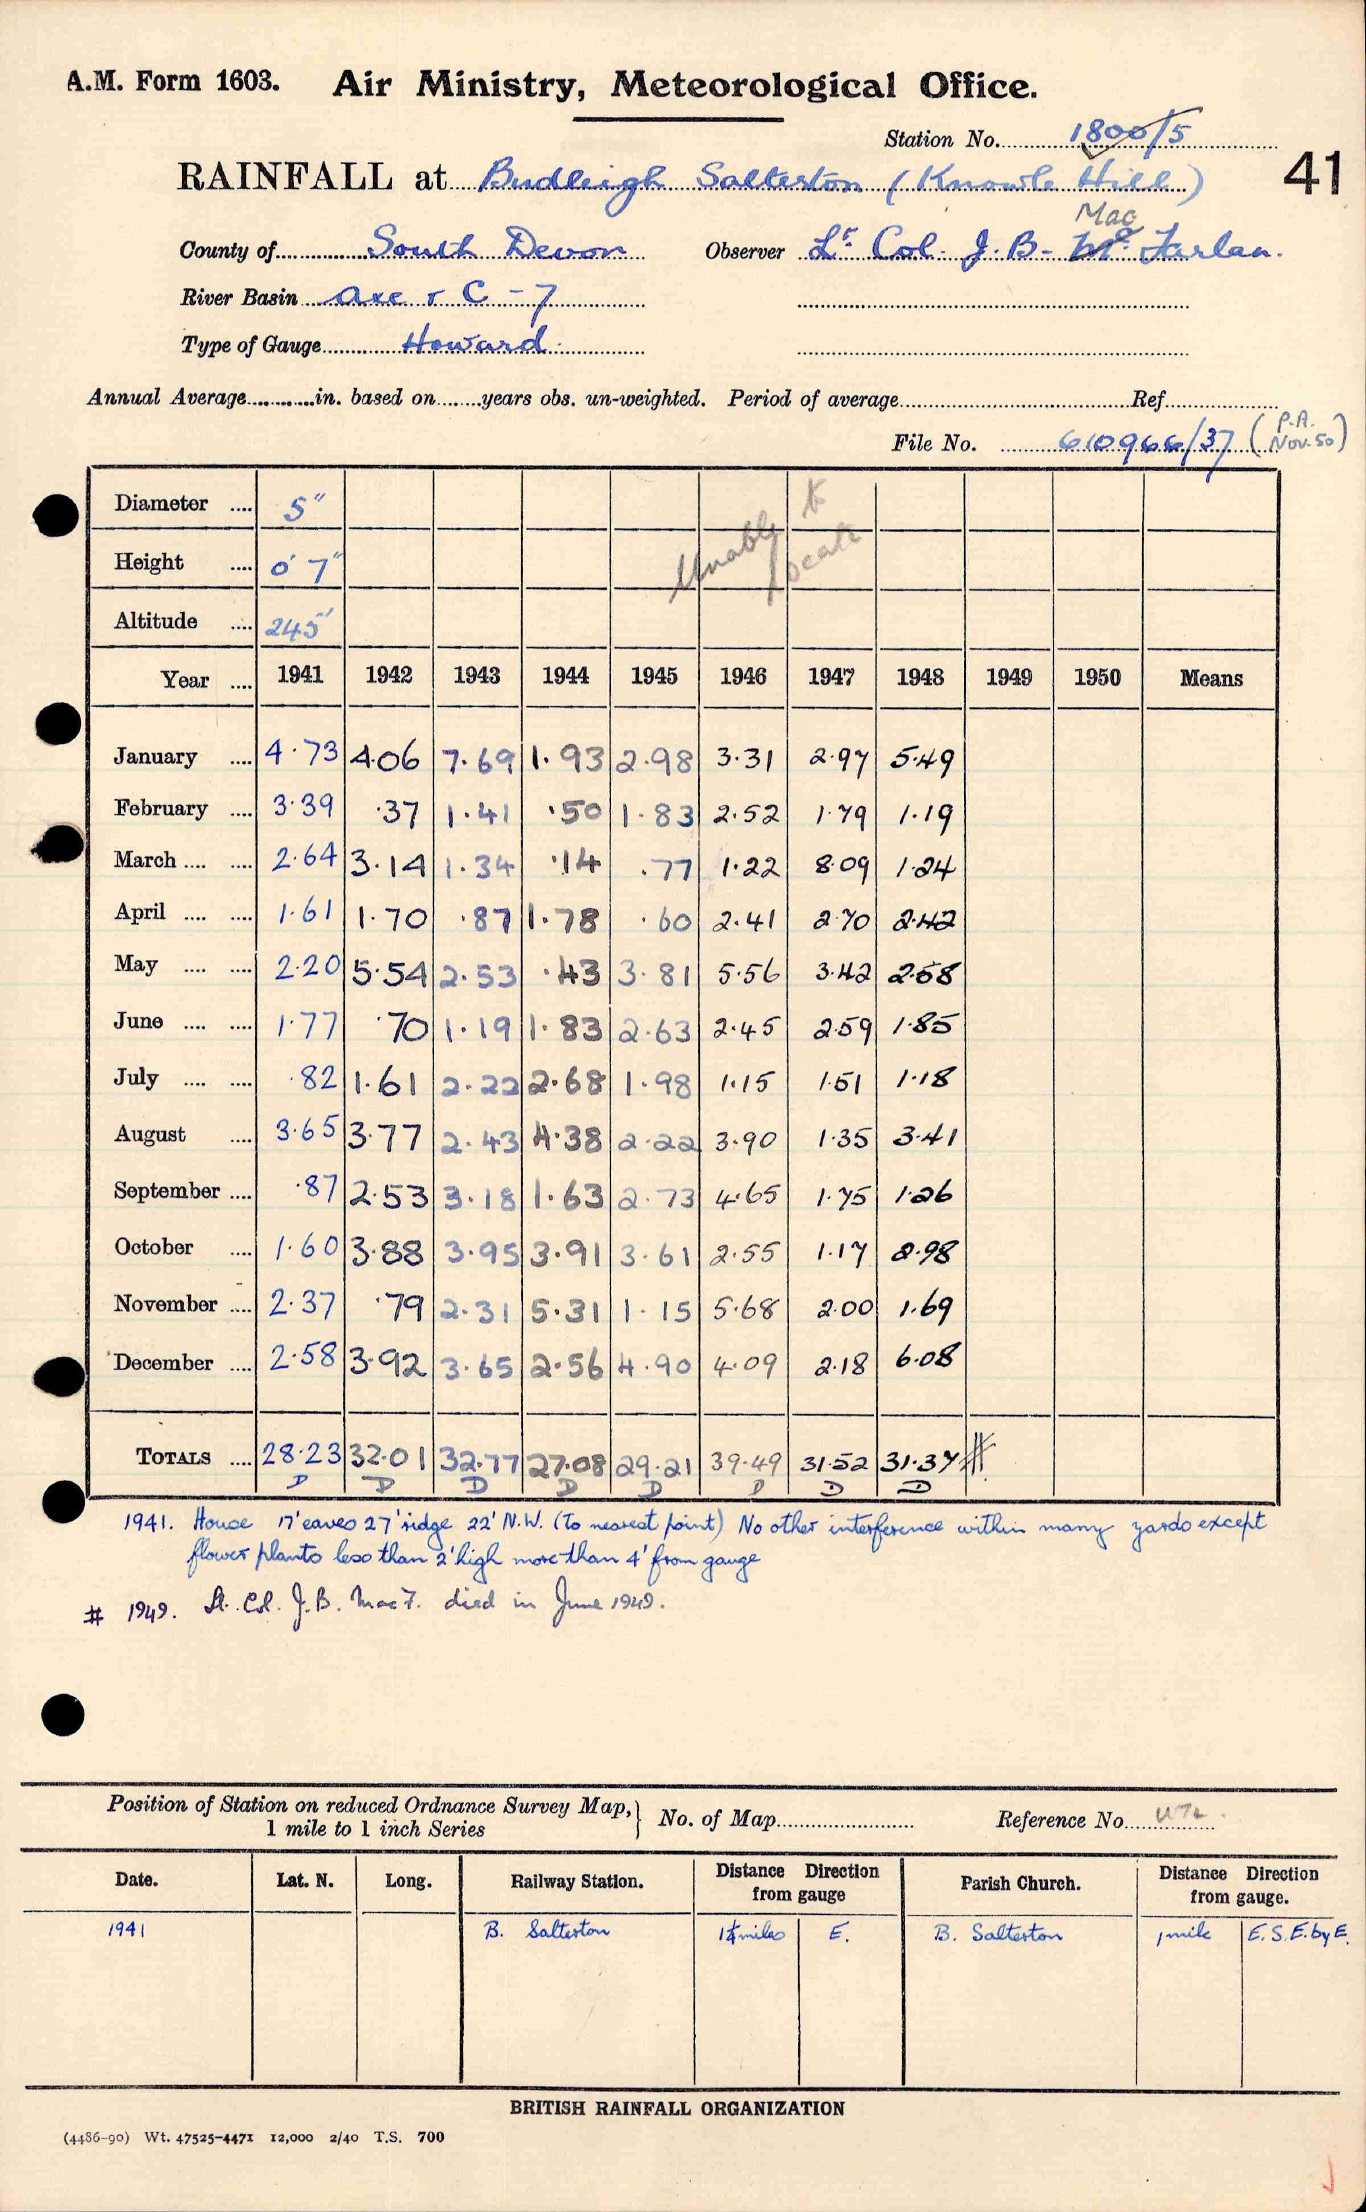 A.M. Form 1603. Air Ministry, Meteorological Office.
Station No. 1800/5
RAINFALL at Budleigh Salterton (Knowle Hill) 41
Mac
County of South Devon Observer Lt. Col. J. B. Mc Farlan.
River Basin Axe & C - 7
Type of Gauge Howard.
Annual Average in. based on years obs. un-weighted. Period of average Ref
File No. 610966/37 (P.A. Nov. 50)
Diameter 5"
Height 0' 7"
Unable to locate
Altitude 245'
Year 1941 1942 1943 1944 1945 1946 1947 1948 1949 1950 Means
January 4.73 4.06 7.69 1.93 2.98 3.31 2.97 5.49
February 3.39 .37 1.41 .50 1.83 2.52 1.79 1.19
March 2.64 3.14 1.34 .14 .77 1.22 8.09 1.24
April 1.61 1.70 .87 1.78 .60 2.41 2.70 2.42
May 2.20 5.54 2.53 .43 3.81 5.56 3.42 2.58
June 1.77 .70 1.19 1.83 2.63 2.45 2.59 1.85
July .82 1.61 2.22 2.68 1.98 1.15 1.51 1.18
August 3.65 3.77 2.43 4.38 2.22 3.90 1.35 3.41
September .87 2.53 3.18 1.63 2.73 4.65 1.75 1.26
October 1.60 3.88 3.95 3.91 3.61 2.55 1.17 2.98
November 2.37 .79 2.31 5.31 1.15 5.68 2.00 1.69
December 2.58 3.92 3.65 2.56 4.90 4.09 2.18 6.08
TOTALS 28.23 32.01 32.77 27.08 29.21 39.49 31.52 31.37 #
D D D D D D D D
1941. House 17' eaves 27' ridge 22' N.W. (to nearest point) No other interference within many yards except
flower plants less than 2' high more than 4' from gauge
# 1949. Lt. Col. J. B. MacF. died in June 1949.
Position of Station on reduced Ordnance Survey Map, 1 mile to 1 inch Series } No. of Map Reference No.
Date. Lat. N. Long. Railway Station. Distance Direction from gauge Parish Church. Distance Direction from gauge.
1941 B. Salterton 1¼ miles E. B. Salterton 1 mile E.S.E. by E.
BRITISH RAINFALL ORGANIZATION
(4486-90) Wt. 47525-4471 12,000 2/40 T.S. 700